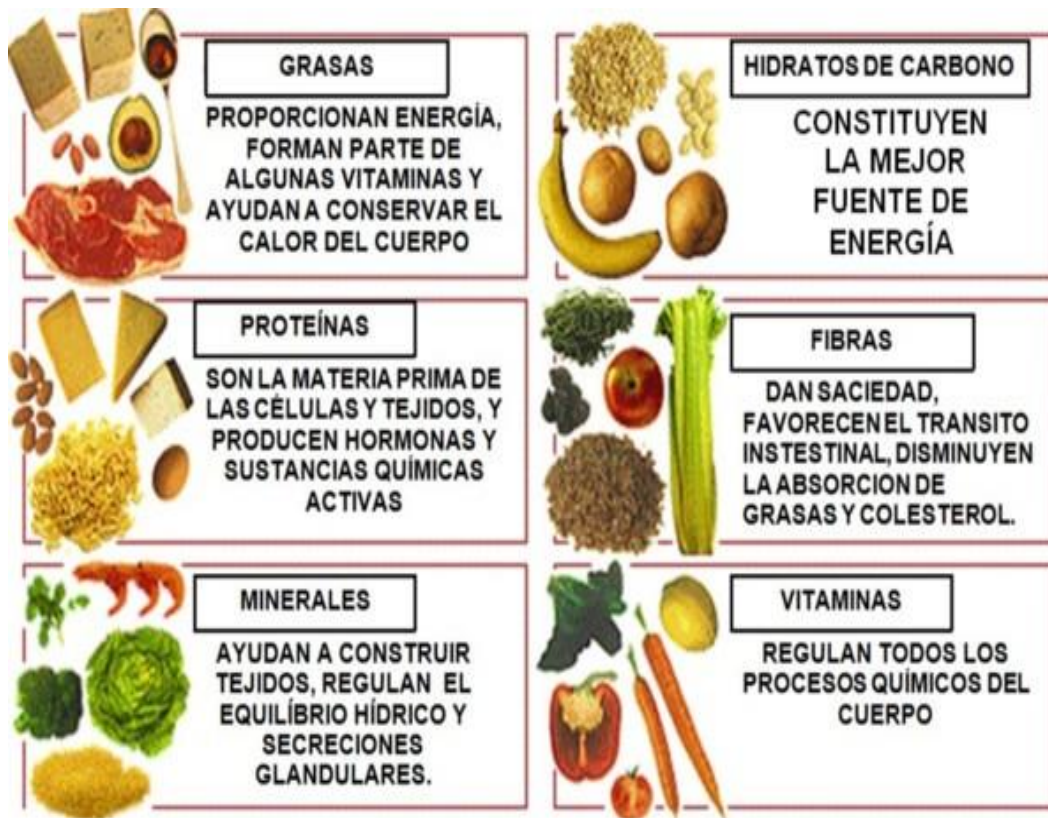 GRASAS
PROPORCIONAN ENERGÍA,
FORMAN PARTE DE
ALGUNAS VITAMINAS Y
AYUDAN A CONSERVAR EL
CALOR DEL CUERPO
HIDRATOS DE CARBONO
CONSTITUYEN
LA MEJOR
FUENTE DE
ENERGÍA
PROTEÍNAS
SON LA MATERIA PRIMA DE
LAS CÉLULAS Y TEJIDOS, Y
PRODUCEN HORMONAS Y
SUSTANCIAS QUÍMICAS
ACTIVAS
FIBRAS
DAN SACIEDAD,
FAVORECEN EL TRANSITO
INSTESTINAL, DISMINUYEN
LA ABSORCION DE
GRASAS Y COLESTEROL.
MINERALES
AYUDAN A CONSTRUIR
TEJIDOS, REGULAN EL
EQUILÍBRIO HÍDRICO Y
SECRECIONES
GLANDULARES.
VITAMINAS
REGULAN TODOS LOS
PROCESOS QUÍMICOS DEL
CUERPO